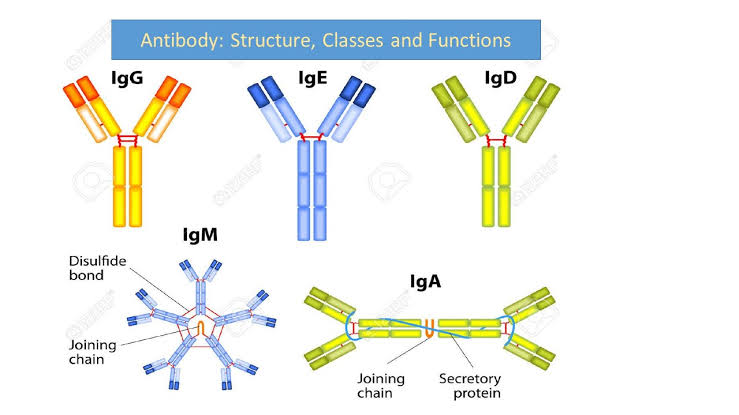 Antibody: Structure, Classes and Functions
IgG
IgE
IgD
IgM
Disulfide
bond
Joining
chain
IgA
Joining
chain
Secretory
protein